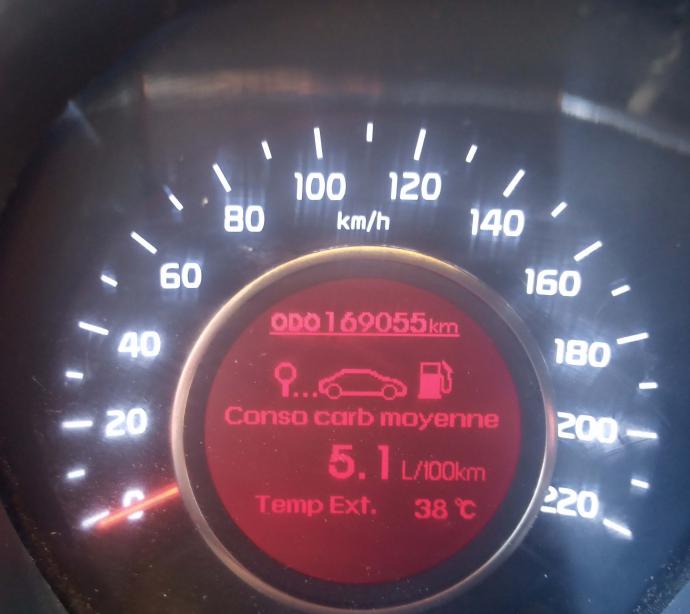 100 120
80 km/h 140
60 160
40 180
20 200
0 220
ODO 169055 km
Conso carb moyenne
5.1 L/100km
Temp Ext. 38 °C